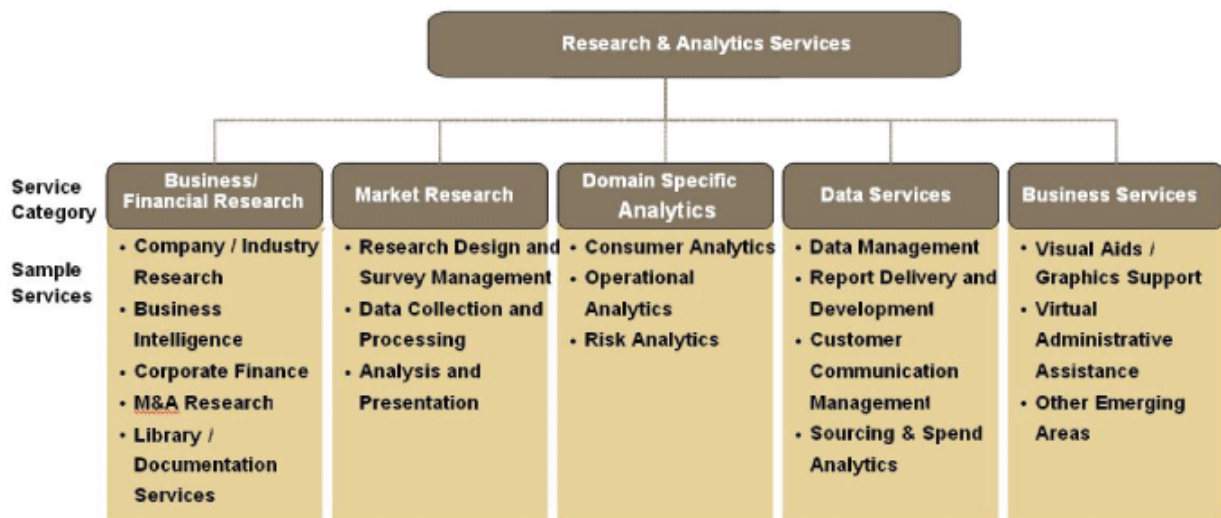 Research & Analytics Services
Service
Category
Business/
Financial Research
Market Research
Domain Specific
Analytics
Data Services
Business Services
Sample
Services
• Company / Industry
Research
• Business
Intelligence
• Corporate Finance
• M&A Research
• Library /
Documentation
Services
• Research Design and
Survey Management
• Data Collection and
Processing
• Analysis and
Presentation
• Consumer Analytics
• Operational
Analytics
• Risk Analytics
• Data Management
• Report Delivery and
Development
• Customer
Communication
Management
• Sourcing & Spend
Analytics
• Visual Aids /
Graphics Support
• Virtual
Administrative
Assistance
• Other Emerging
Areas